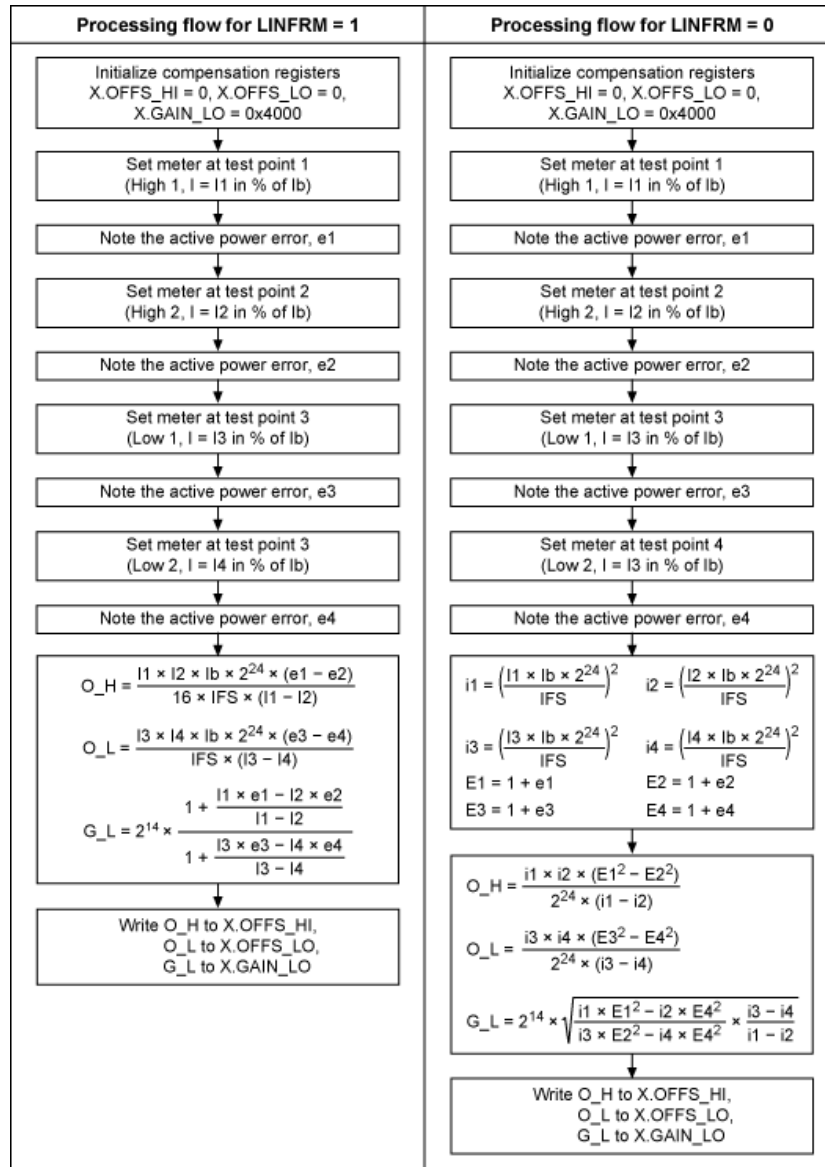 Processing flow for LINFRM = 1
Initialize compensation registers
X.OFFS_HI = 0, X.OFFS_LO = 0,
X.GAIN_LO = 0x4000
Set meter at test point 1
(High 1, I = I1 in % of Ib)
Note the active power error, e1
Set meter at test point 2
(High 2, I = I2 in % of Ib)
Note the active power error, e2
Set meter at test point 3
(Low 1, I = I3 in % of Ib)
Note the active power error, e3
Set meter at test point 3
(Low 2, I = I4 in % of Ib)
Note the active power error, e4
O_H = (I1 × I2 × Ib × 2^24 × (e1 − e2)) / (16 × IFS × (I1 − I2))
O_L = (I3 × I4 × Ib × 2^24 × (e3 − e4)) / (IFS × (I3 − I4))
G_L = 2^14 × (1 + (I1 × e1 − I2 × e2) / (I1 − I2)) / (1 + (I3 × e3 − I4 × e4) / (I3 − I4))
Write O_H to X.OFFS_HI,
O_L to X.OFFS_LO,
G_L to X.GAIN_LO
Processing flow for LINFRM = 0
Initialize compensation registers
X.OFFS_HI = 0, X.OFFS_LO = 0,
X.GAIN_LO = 0x4000
Set meter at test point 1
(High 1, I = I1 in % of Ib)
Note the active power error, e1
Set meter at test point 2
(High 2, I = I2 in % of Ib)
Note the active power error, e2
Set meter at test point 3
(Low 1, I = I3 in % of Ib)
Note the active power error, e3
Set meter at test point 4
(Low 2, I = I3 in % of Ib)
Note the active power error, e4
i1 = ((I1 × Ib × 2^24) / IFS)^2 i2 = ((I2 × Ib × 2^24) / IFS)^2
i3 = ((I3 × Ib × 2^24) / IFS)^2 i4 = ((I4 × Ib × 2^24) / IFS)^2
E1 = 1 + e1 E2 = 1 + e2
E3 = 1 + e3 E4 = 1 + e4
O_H = (i1 × i2 × (E1^2 − E2^2)) / (2^24 × (i1 − i2))
O_L = (i3 × i4 × (E3^2 − E4^2)) / (2^24 × (i3 − i4))
G_L = 2^14 × √((i1 × E1^2 − i2 × E4^2) / (i3 × E2^2 − i4 × E4^2) × (i3 − i4) / (i1 − i2))
Write O_H to X.OFFS_HI,
O_L to X.OFFS_LO,
G_L to X.GAIN_LO